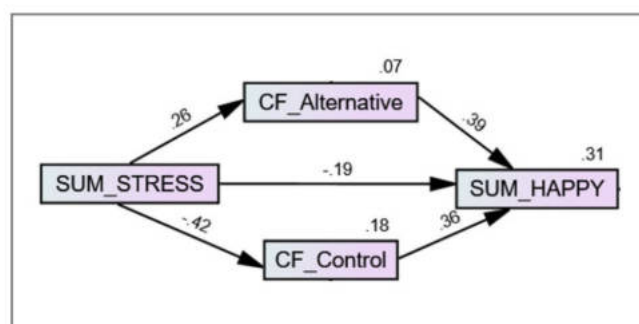 .07
CF_Alternative
.26
.39
.31
SUM_STRESS
-.19
SUM_HAPPY
-.42
.18
.36
CF_Control